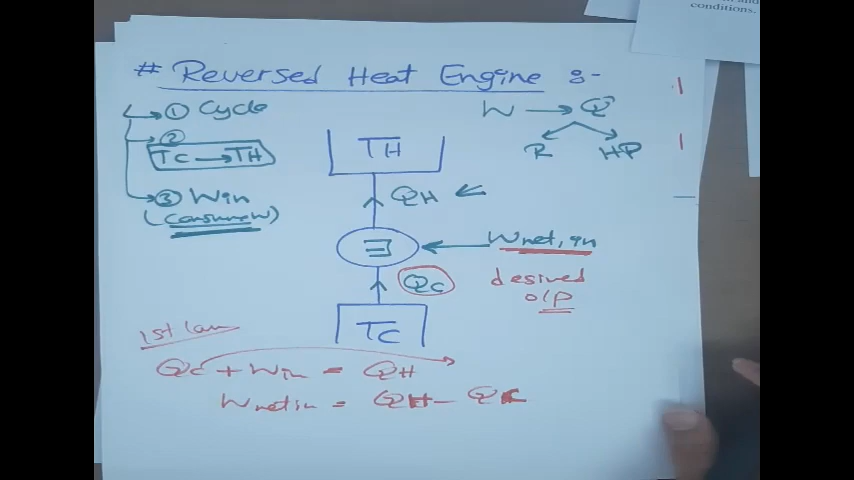 # Reversed Heat Engine :-
① Cycle
② TC → TH
③ Win
(Consume W)
W → Q
R HP
TH
QH ←
E
Wnet, in
QC
desired
O/P
TC
1st law
QC + Win = QH
Wnet in = QH - QC
conditions.